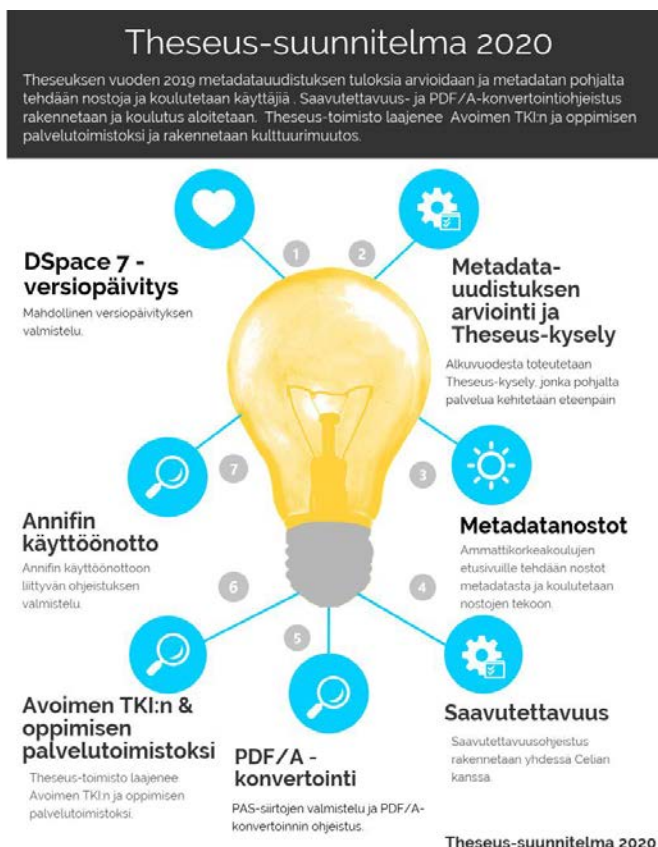 Theseus-suunnitelma 2020
Theseuksen vuoden 2019 metadatauudistuksen tuloksia arvioidaan ja metadatan pohjalta
tehdään nostoja ja koulutetaan käyttäjiä . Saavutettavuus- ja PDF/A-konvertointiohjeistus
rakennetaan ja koulutus aloitetaan. Theseus-toimisto laajenee Avoimen TKI:n ja oppimisen
palvelutoimistoksi ja rakennetaan kulttuurimuutos.
1
DSpace 7 -
versiopäivitys
Mahdollinen versiopäivityksen
valmistelu.
2
Metadata-
uudistuksen
arviointi ja
Theseus-kysely
Alkuvuodesta toteutetaan
Theseus-kysely, jonka pohjalta
palvelua kehitetään eteenpäin
3
Metadatanostot
Ammattikorkeakoulujen
etusivuille tehdään nostot
metadatasta ja koulutetaan
nostojen tekoon.
4
Saavutettavuus
Saavutettavuusohjeistus
rakennetaan yhdessä Celian
kanssa.
5
PDF/A -
konvertointi
PAS-siirtojen valmistelu ja PDF/A-
konvertoinnin ohjeistus.
6
Avoimen TKI:n &
oppimisen
palvelutoimistoksi
Theseus-toimisto laajenee
Avoimen TKI:n ja oppimisen
palvelutoimistoksi.
7
Annifin
käyttöönotto
Annifin käyttöönottoon
liittyvän ohjeistuksen
valmistelu.
Theseus-suunnitelma 2020